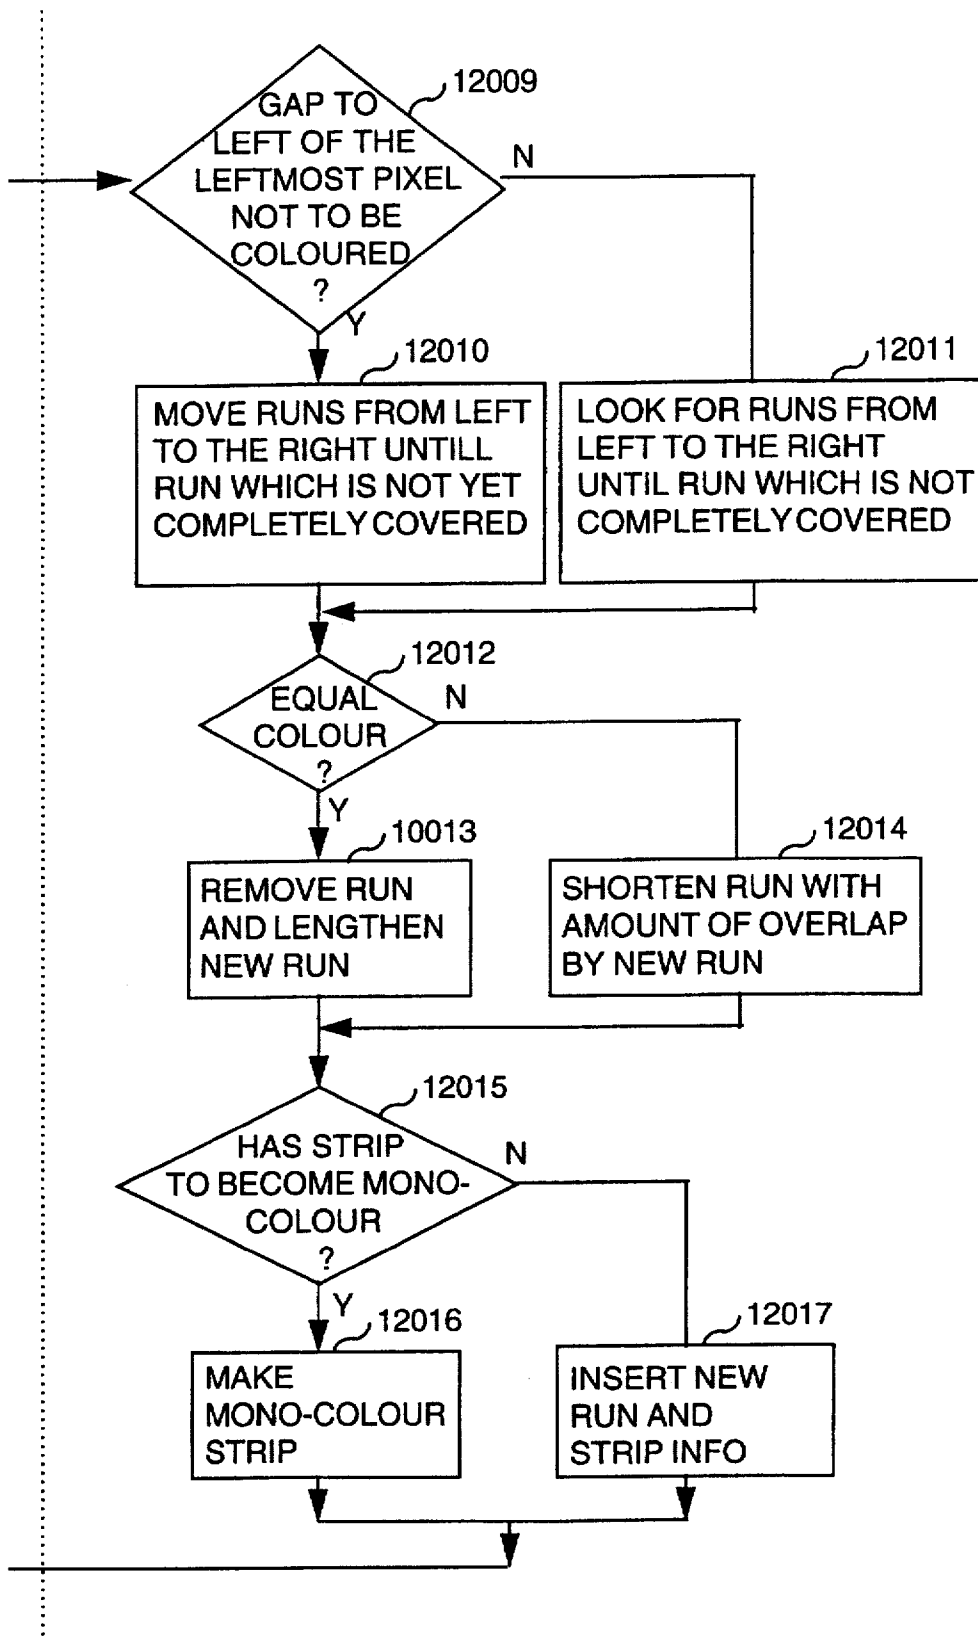 12009
GAP TO
LEFT OF THE
LEFTMOST PIXEL
NOT TO BE
COLOURED
?
N
Y
12010
MOVE RUNS FROM LEFT
TO THE RIGHT UNTILL
RUN WHICH IS NOT YET
COMPLETELY COVERED
12011
LOOK FOR RUNS FROM
LEFT TO THE RIGHT
UNTIL RUN WHICH IS NOT
COMPLETELY COVERED
12012
EQUAL
COLOUR
?
N
Y
10013
REMOVE RUN
AND LENGTHEN
NEW RUN
12014
SHORTEN RUN WITH
AMOUNT OF OVERLAP
BY NEW RUN
12015
HAS STRIP
TO BECOME MONO-
COLOUR
?
N
Y
12016
MAKE
MONO-COLOUR
STRIP
12017
INSERT NEW
RUN AND
STRIP INFO